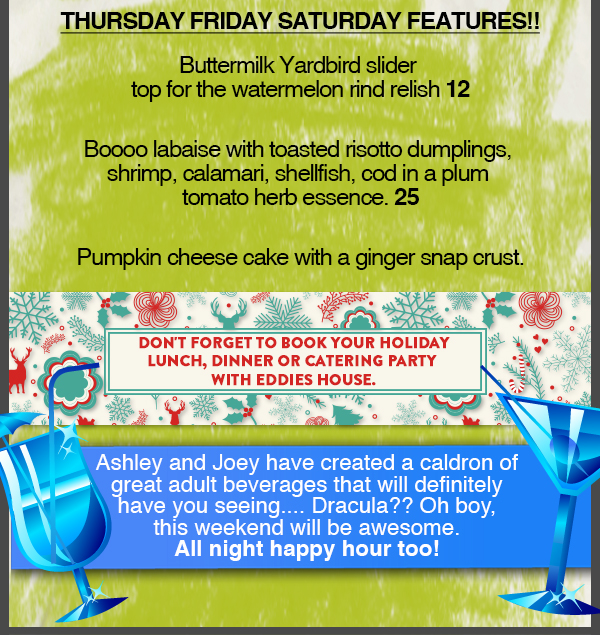 THURSDAY FRIDAY SATURDAY FEATURES!!
Buttermilk Yardbird slider
top for the watermelon rind relish 12
Boooo labaise with toasted risotto dumplings,
shrimp, calamari, shellfish, cod in a plum
tomato herb essence. 25
Pumpkin cheese cake with a ginger snap crust.
DON'T FORGET TO BOOK YOUR HOLIDAY
LUNCH, DINNER OR CATERING PARTY
WITH EDDIES HOUSE.
Ashley and Joey have created a caldron of
great adult beverages that will definitely
have you seeing.... Dracula?? Oh boy,
this weekend will be awesome.
All night happy hour too!